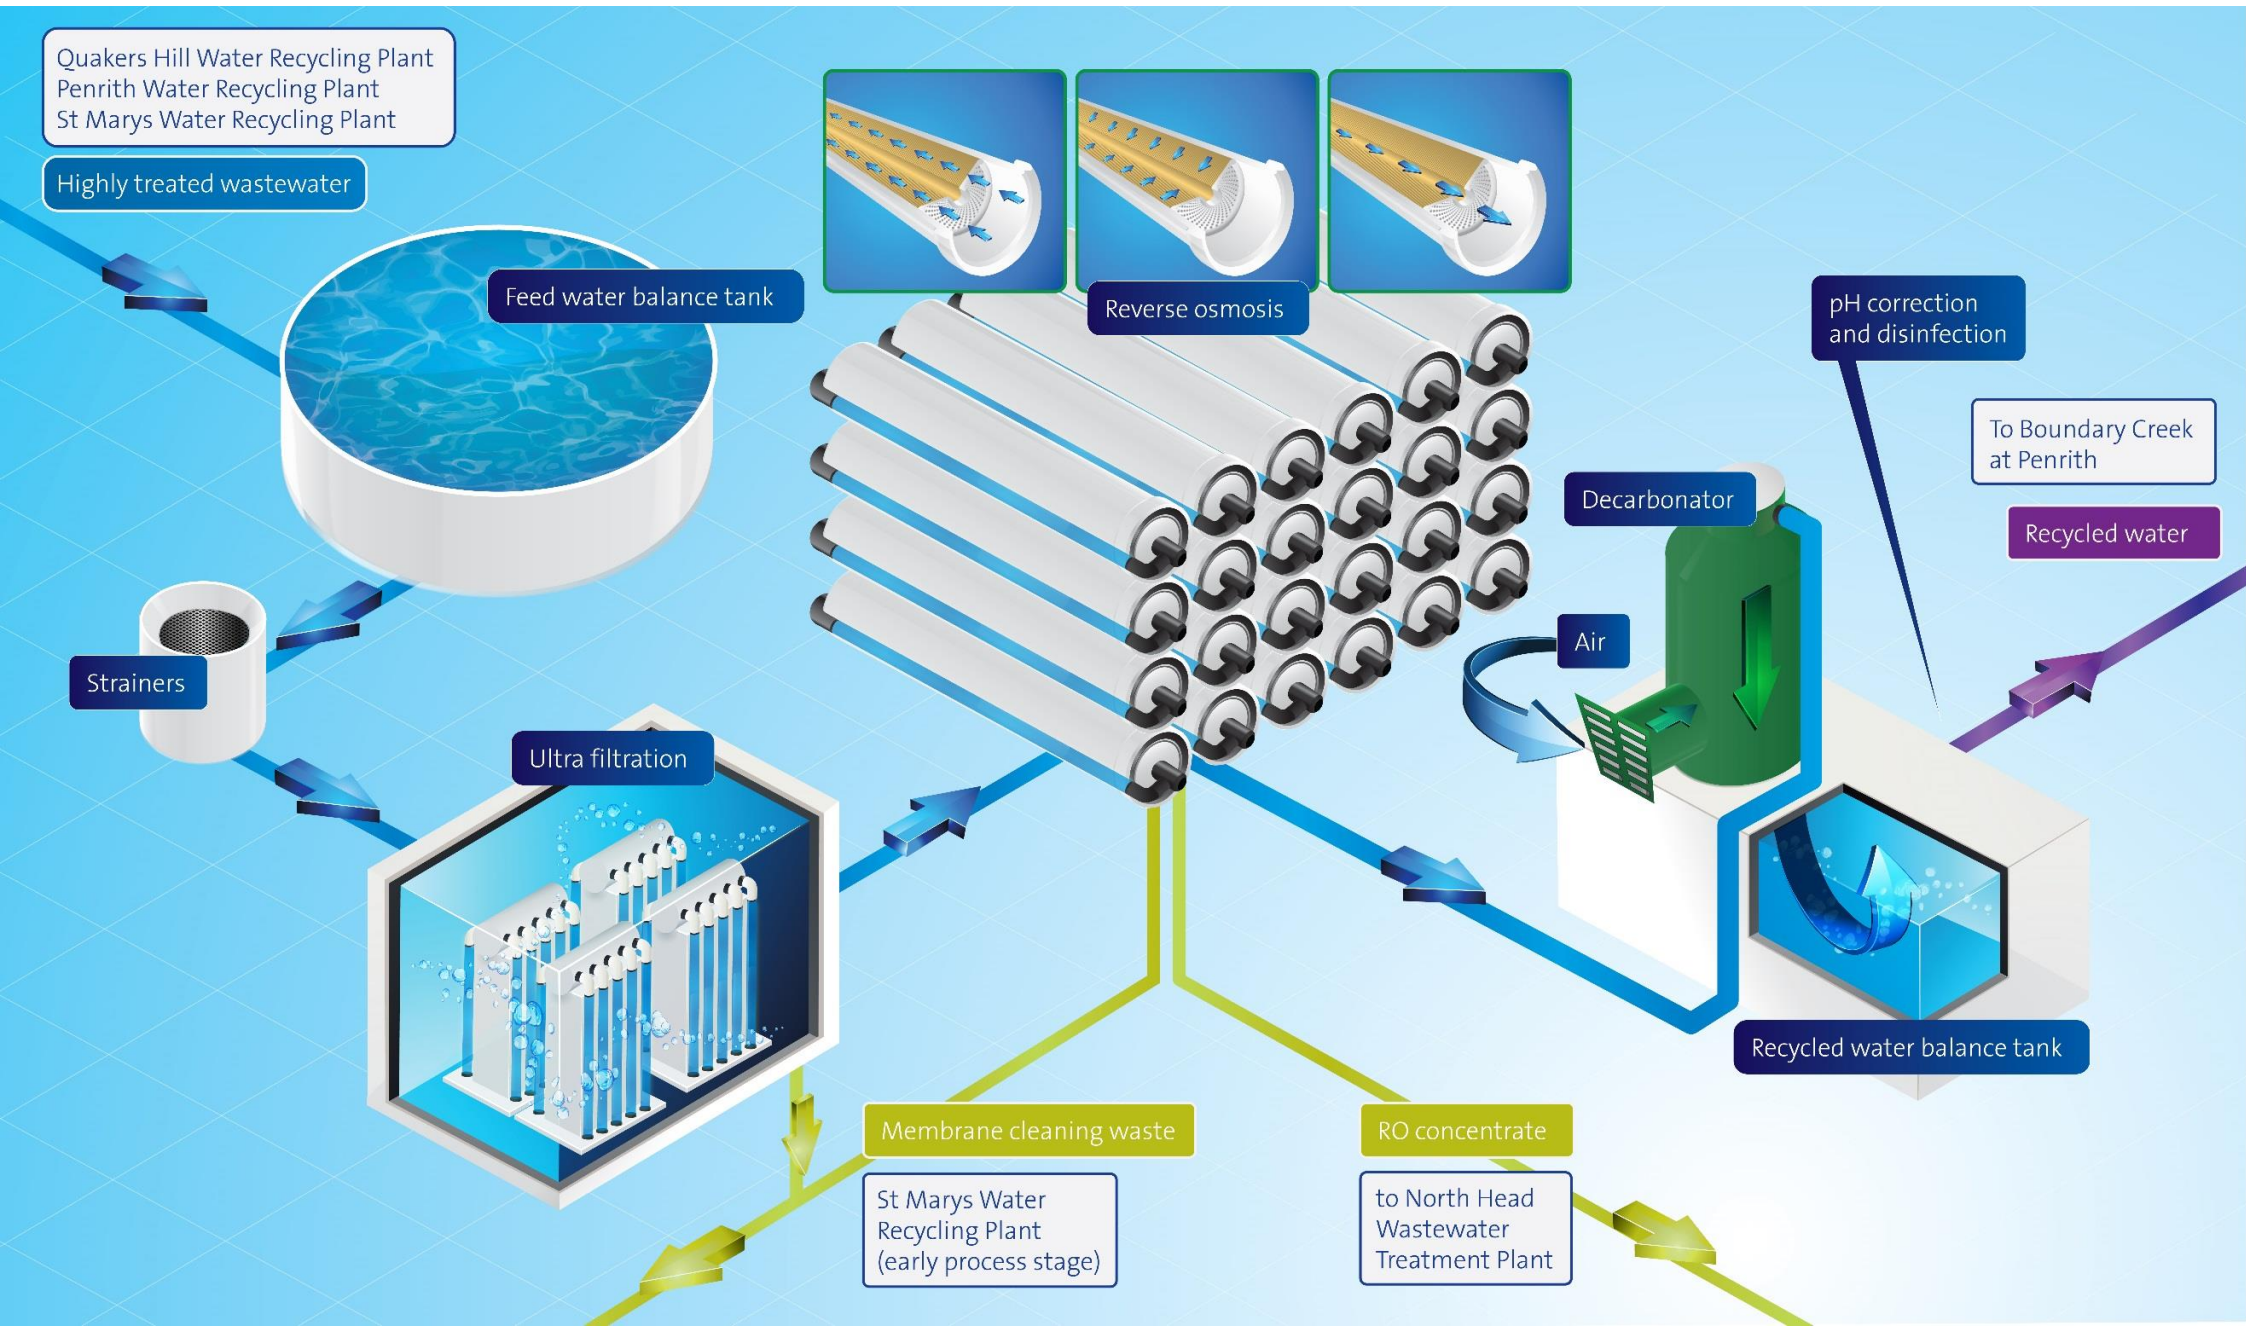 Quakers Hill Water Recycling Plant
Penrith Water Recycling Plant
St Marys Water Recycling Plant
Highly treated wastewater
Feed water balance tank
Strainers
Ultra filtration
Reverse osmosis
Membrane cleaning waste
St Marys Water
Recycling Plant
(early process stage)
RO concentrate
to North Head
Wastewater
Treatment Plant
Decarbonator
Air
pH correction
and disinfection
Recycled water balance tank
To Boundary Creek
at Penrith
Recycled water